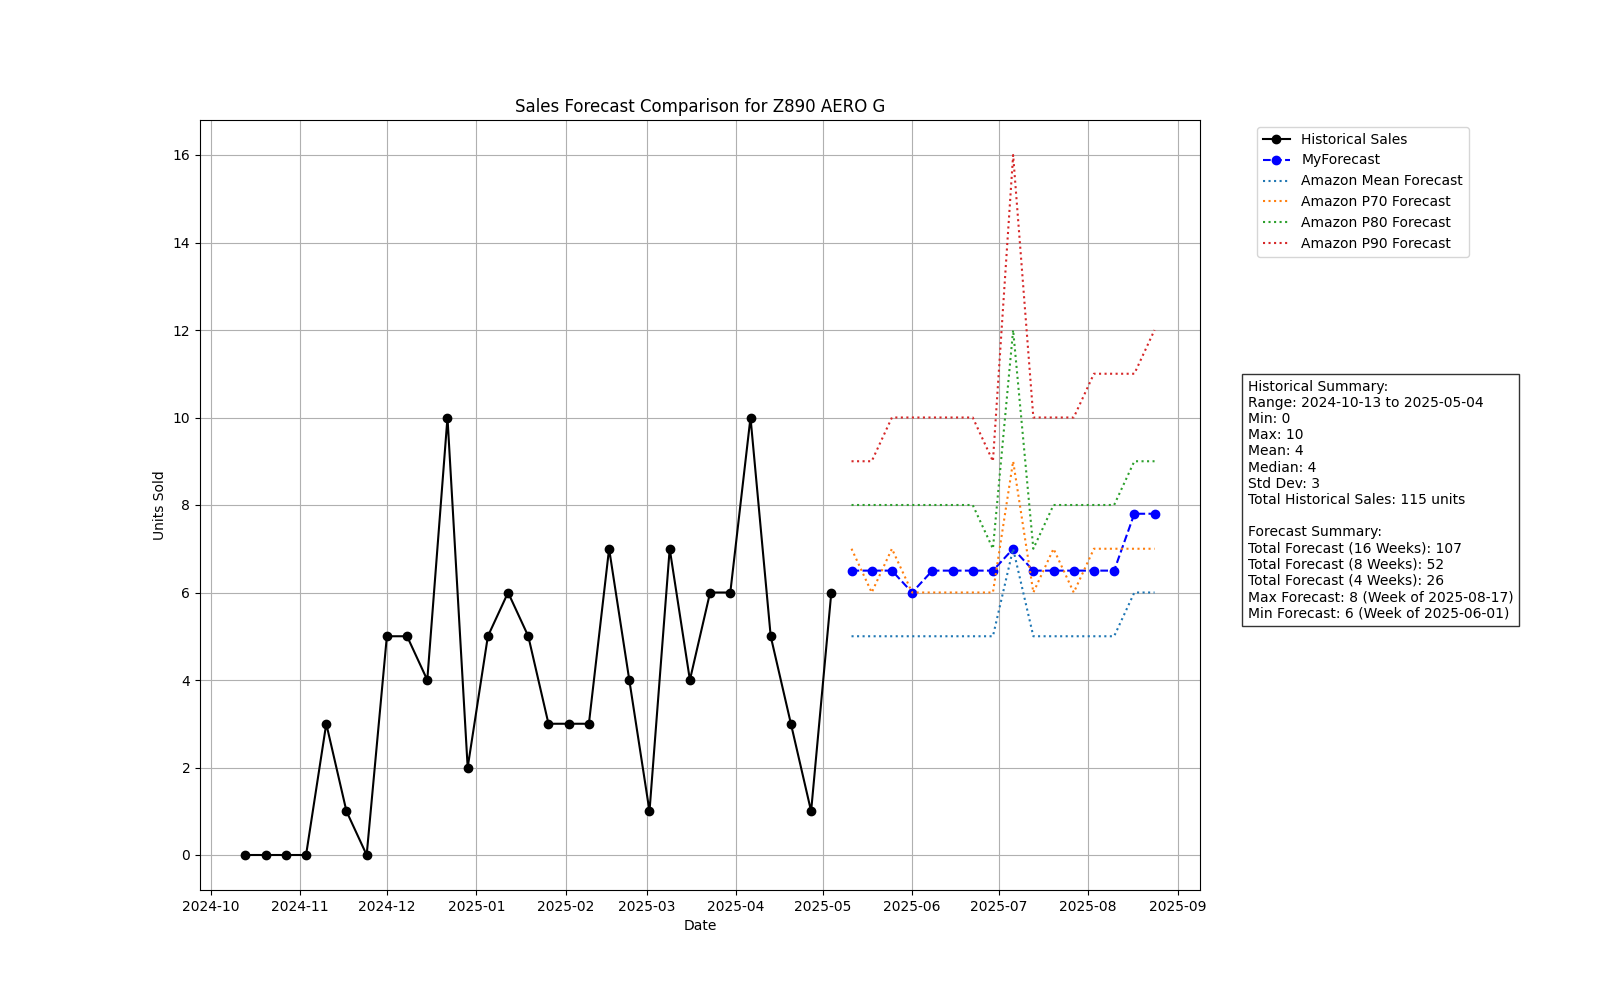 Sales Forecast Comparison for Z890 AERO G
Units Sold
16
14
12
10
8
6
4
2
0
2024-10
2024-11
2024-12
2025-01
2025-02
2025-03
2025-04
2025-05
2025-06
2025-07
2025-08
2025-09
Date
Historical Sales
MyForecast
Amazon Mean Forecast
Amazon P70 Forecast
Amazon P80 Forecast
Amazon P90 Forecast
Historical Summary:
Range: 2024-10-13 to 2025-05-04
Min: 0
Max: 10
Mean: 4
Median: 4
Std Dev: 3
Total Historical Sales: 115 units
Forecast Summary:
Total Forecast (16 Weeks): 107
Total Forecast (8 Weeks): 52
Total Forecast (4 Weeks): 26
Max Forecast: 8 (Week of 2025-08-17)
Min Forecast: 6 (Week of 2025-06-01)